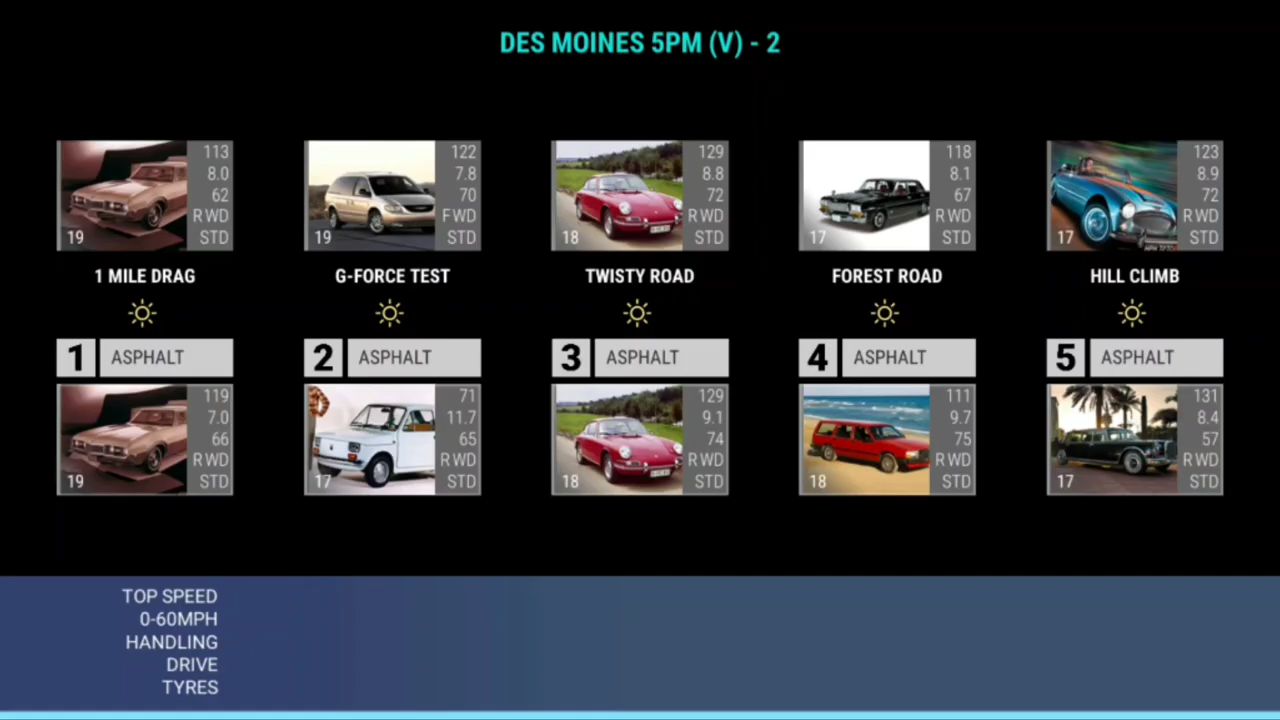 DES MOINES 5PM (V) - 2
113
8.0
62
RWD
STD
19
122
7.8
70
FWD
STD
19
129
8.8
72
RWD
STD
18
118
8.1
67
RWD
STD
17
123
8.9
72
RWD
STD
17
1 MILE DRAG
G-FORCE TEST
TWISTY ROAD
FOREST ROAD
HILL CLIMB
1 ASPHALT
2 ASPHALT
3 ASPHALT
4 ASPHALT
5 ASPHALT
119
7.0
66
RWD
STD
19
71
11.7
65
RWD
STD
17
129
9.1
74
RWD
STD
18
111
9.7
75
RWD
STD
18
131
8.4
57
RWD
STD
17
TOP SPEED
0-60MPH
HANDLING
DRIVE
TYRES